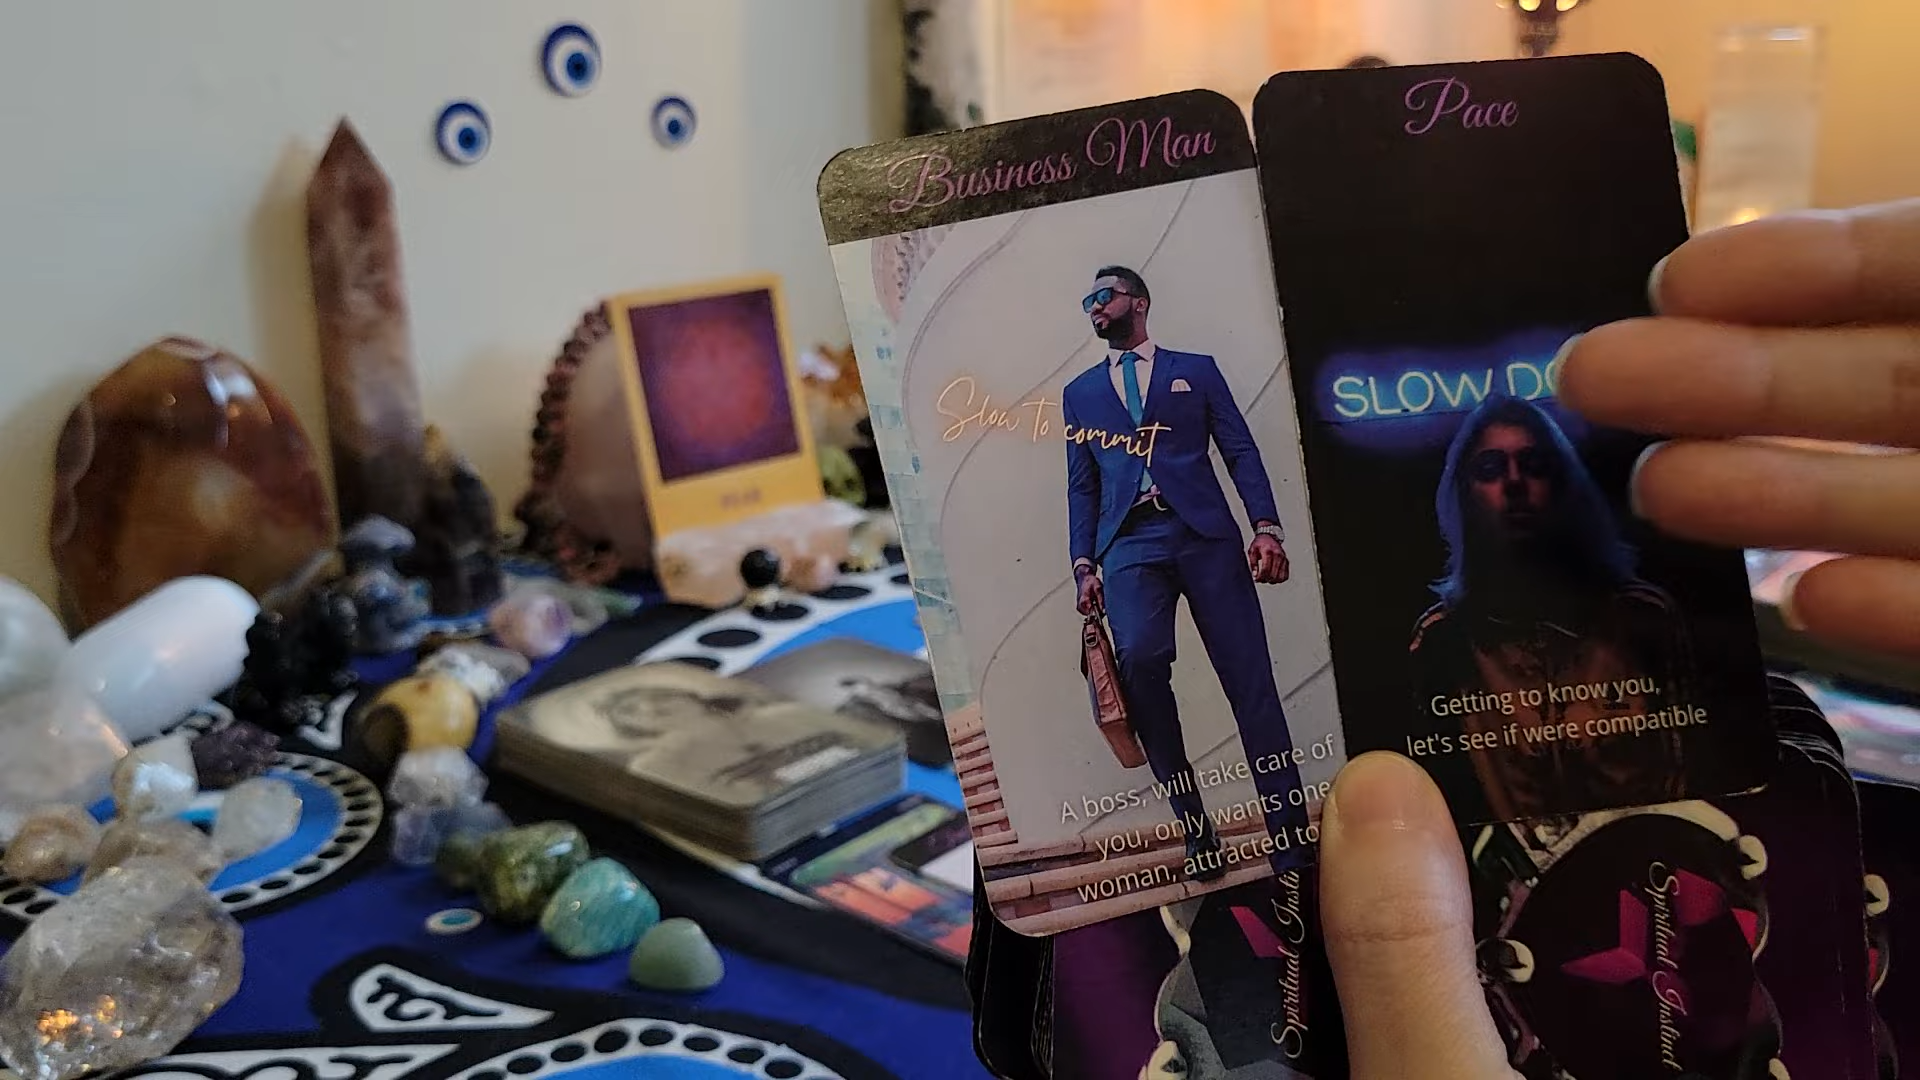 Business Man
Slow to
commit
A boss, will take care of
you, only wants one
woman, attracted to
Pace
SLOW DO
Getting to know you,
let's see if were compatible
Spiritual Insti
Spiritual Instinct